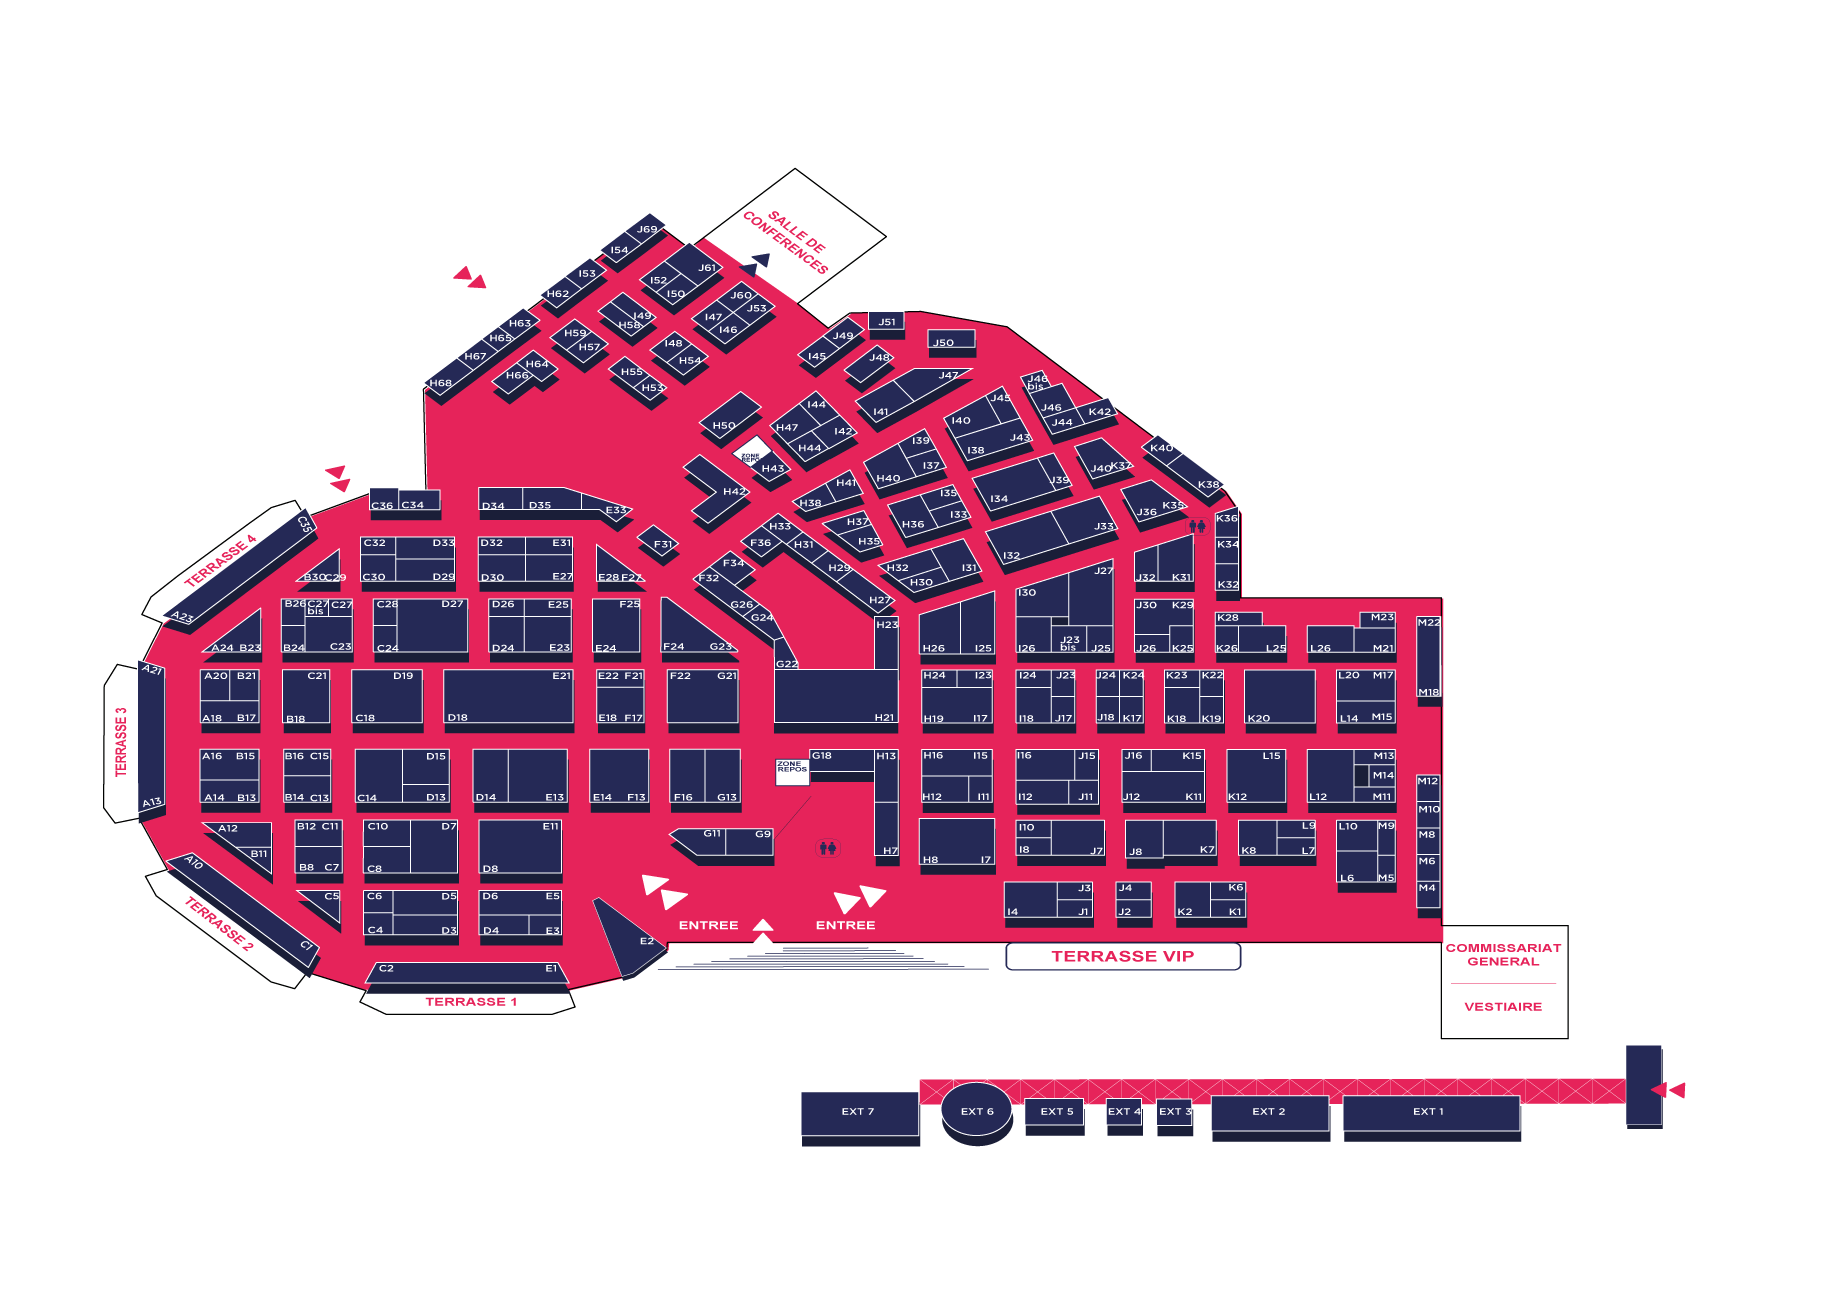 SALLE DE
CONFERENCES
J69
I54
J61
I53
I52
I50
H62
J60
J53
I47
I46
I49
H58
H63
H65
H59
H57
H67
H68
H64
H66
I48
H54
H55
H53
J51
J49
I45
J50
J48
J47
I41
J46
bis
J46
J44
K42
J45
I40
J43
I38
I44
H47
I42
H44
H50
ZONE
REPOS
H43
H42
I39
I37
H40
H41
H38
J39
I34
J40
K37
K40
K38
J36
K35
K36
K34
K32
I35
H36
I33
H37
H35
J33
I32
H33
F36
H31
H29
H27
H32
I31
H30
J32
K31
F34
F32
G26
G24
G22
F31
C36
C34
D34
D35
E33
C35
TERRASSE 4
A23
C32
D33
C30
D29
D32
E31
D30
E27
E28
F27
B30
C29
B26
C27
bis
C27
B24
C23
C28
D27
C24
D26
E25
D24
E23
F25
E24
F24
G23
A24
B23
H23
H26
I25
I30
J27
I26
J23
bis
J25
J30
K29
J26
K25
K28
K26
L25
M23
L26
M21
M22
M18
A21
TERRASSE 3
A13
A20
B21
A18
B17
C21
B18
D19
C18
E21
D18
E22
F21
E18
F17
F22
G21
H21
H24
I23
H19
I17
I24
J23
I18
J17
J24
K24
J18
K17
K23
K22
K18
K19
K20
L20
M17
L14
M15
A16
B15
A14
B13
B16
C15
B14
C13
D15
C14
D13
D14
E13
E14
F13
F16
G13
ZONE
REPOS
G18
H13
H7
H16
I15
H12
I11
I16
J15
I12
J11
J16
K15
J12
K11
L15
K12
M13
M14
L12
M11
M12
M10
M8
M6
M4
A12
B11
B12
C11
B8
C7
C10
D7
C8
E11
D8
G11
G9
H8
I7
I10
I8
J7
J8
K7
L9
K8
L7
L10
M9
L6
M5
A10
TERRASSE 2
C1
C5
C6
D5
C4
D3
D6
E5
D4
E3
E2
C2
E1
TERRASSE 1
ENTREE
ENTREE
J3
I4
J1
J4
J2
K6
K2
K1
TERRASSE VIP
COMMISSARIAT
GENERAL
VESTIAIRE
EXT 7
EXT 6
EXT 5
EXT 4
EXT 3
EXT 2
EXT 1